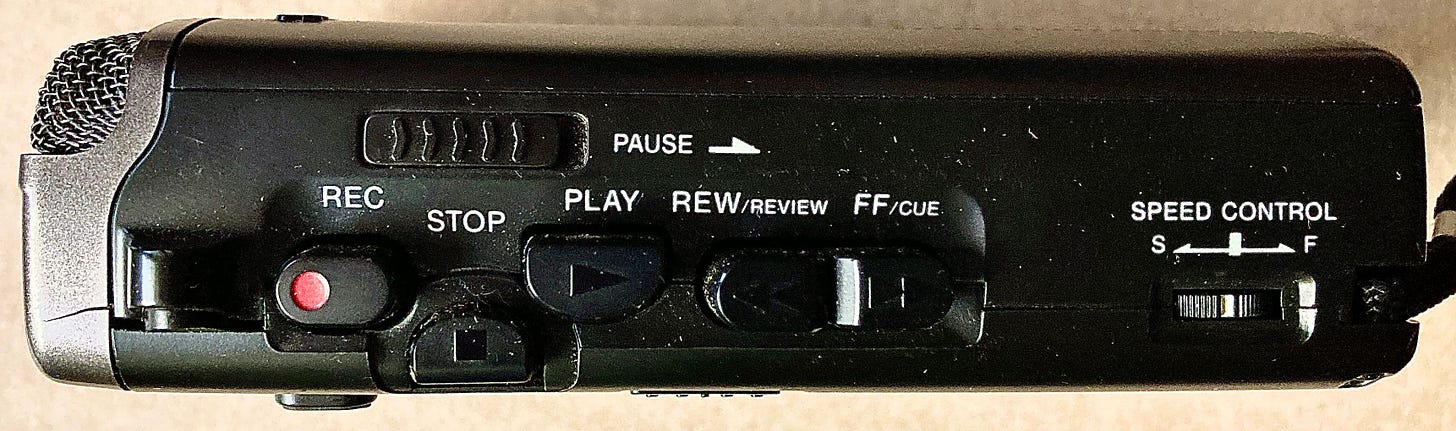 PAUSE
REC
STOP
PLAY
REW/REVIEW
FF/CUE
SPEED CONTROL
S F